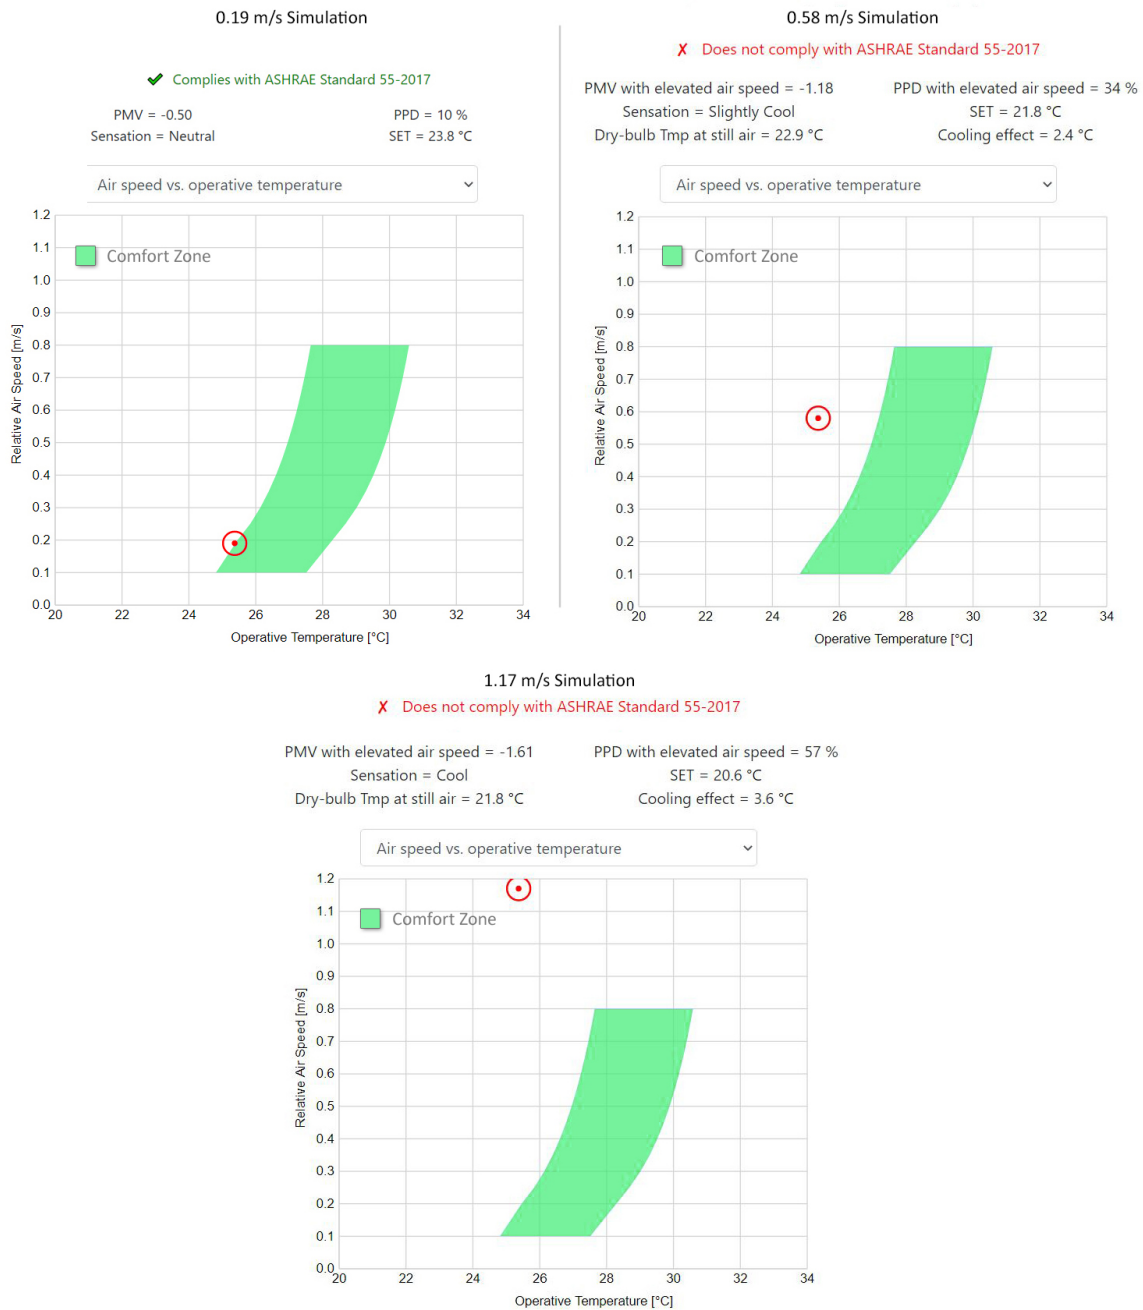 0.19 m/s Simulation
✔ Complies with ASHRAE Standard 55-2017
PMV = -0.50
PPD = 10 %
Sensation = Neutral
SET = 23.8 °C
Air speed vs. operative temperature
1.2
1.1
1.0
0.9
0.8
0.7
0.6
0.5
0.4
0.3
0.2
0.1
0.0
Comfort Zone
Relative Air Speed [m/s]
20 22 24 26 28 30 32 34
Operative Temperature [°C]
0.58 m/s Simulation
✗ Does not comply with ASHRAE Standard 55-2017
PMV with elevated air speed = -1.18
PPD with elevated air speed = 34 %
Sensation = Slightly Cool
SET = 21.8 °C
Dry-bulb Tmp at still air = 22.9 °C
Cooling effect = 2.4 °C
Air speed vs. operative temperature
1.2
1.1
1.0
0.9
0.8
0.7
0.6
0.5
0.4
0.3
0.2
0.1
0.0
Comfort Zone
Relative Air Speed [m/s]
20 22 24 26 28 30 32 34
Operative Temperature [°C]
1.17 m/s Simulation
✗ Does not comply with ASHRAE Standard 55-2017
PMV with elevated air speed = -1.61
PPD with elevated air speed = 57 %
Sensation = Cool
SET = 20.6 °C
Dry-bulb Tmp at still air = 21.8 °C
Cooling effect = 3.6 °C
Air speed vs. operative temperature
1.2
1.1
1.0
0.9
0.8
0.7
0.6
0.5
0.4
0.3
0.2
0.1
0.0
Comfort Zone
Relative Air Speed [m/s]
20 22 24 26 28 30 32 34
Operative Temperature [°C]